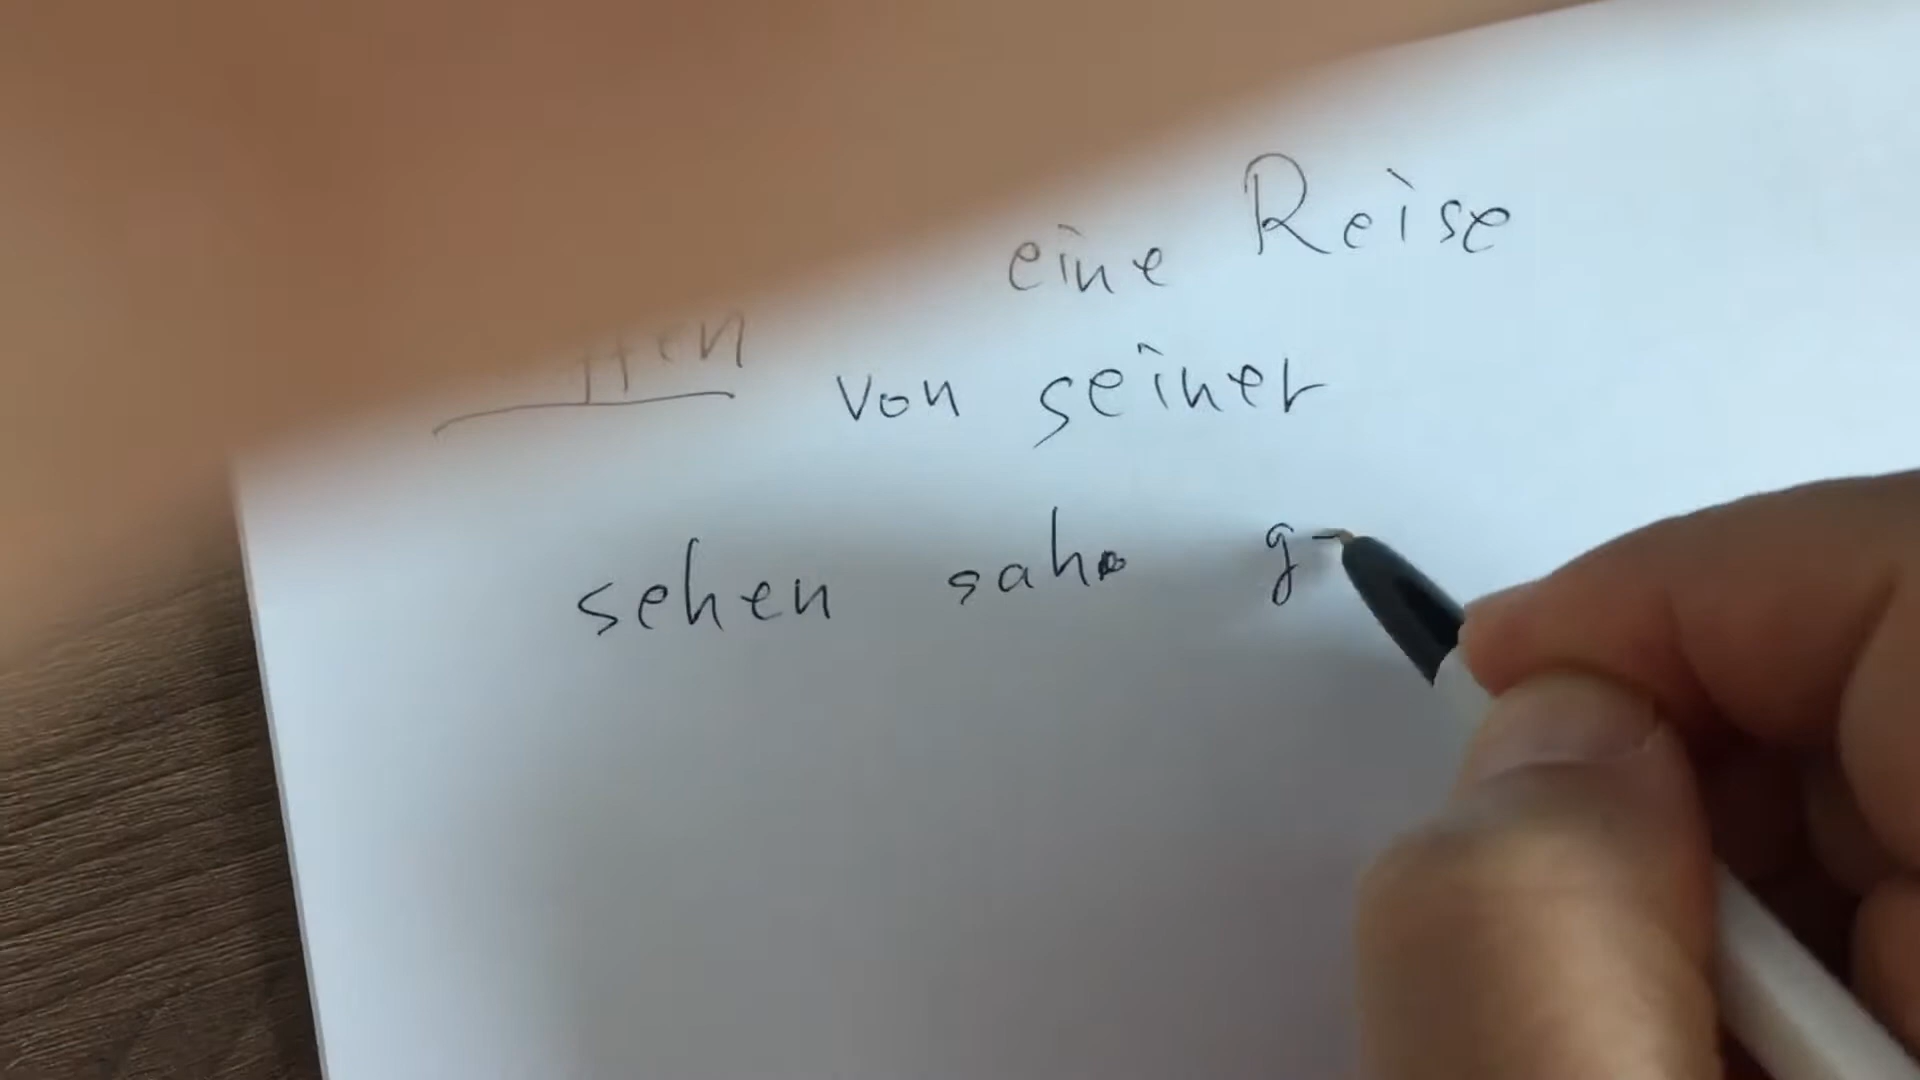 eine Reise
von seiner
sehen sah g